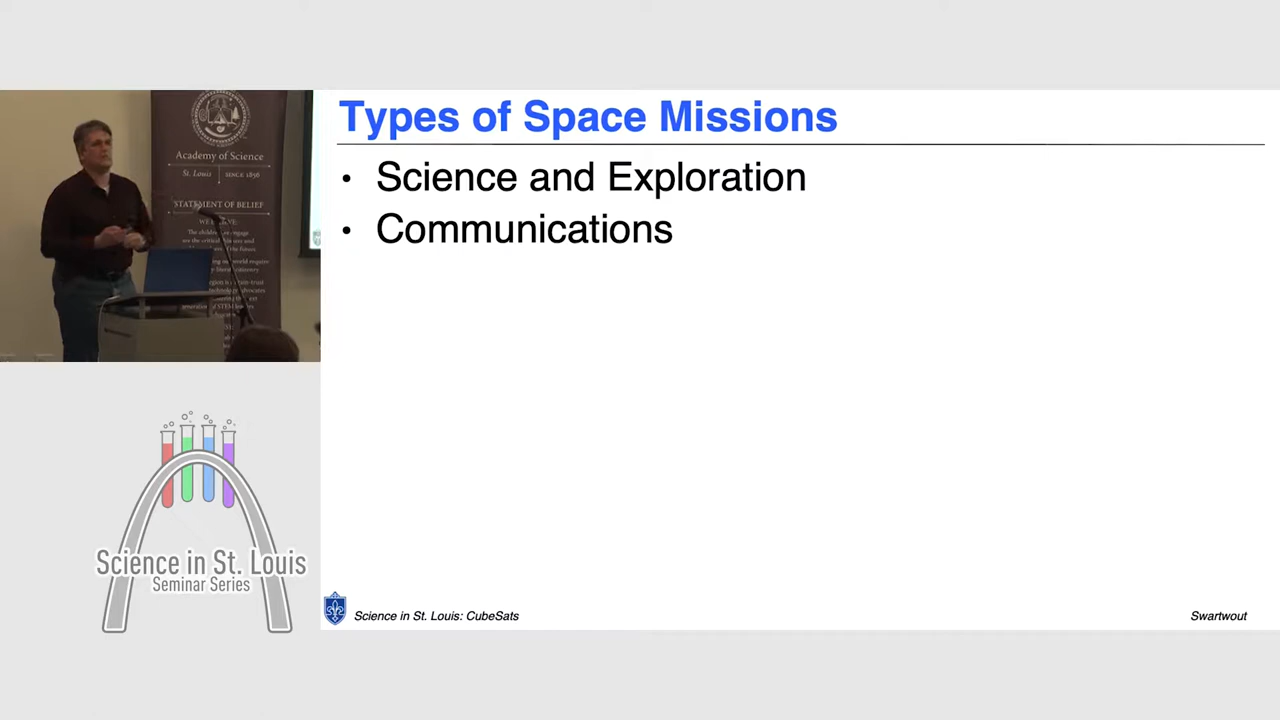 Types of Space Missions
• Science and Exploration
• Communications
Academy of Science
St. Louis SINCE 1856
STATEMENT OF BELIEF
Science in St. Louis
Seminar Series
Science in St. Louis: CubeSats
Swartwout